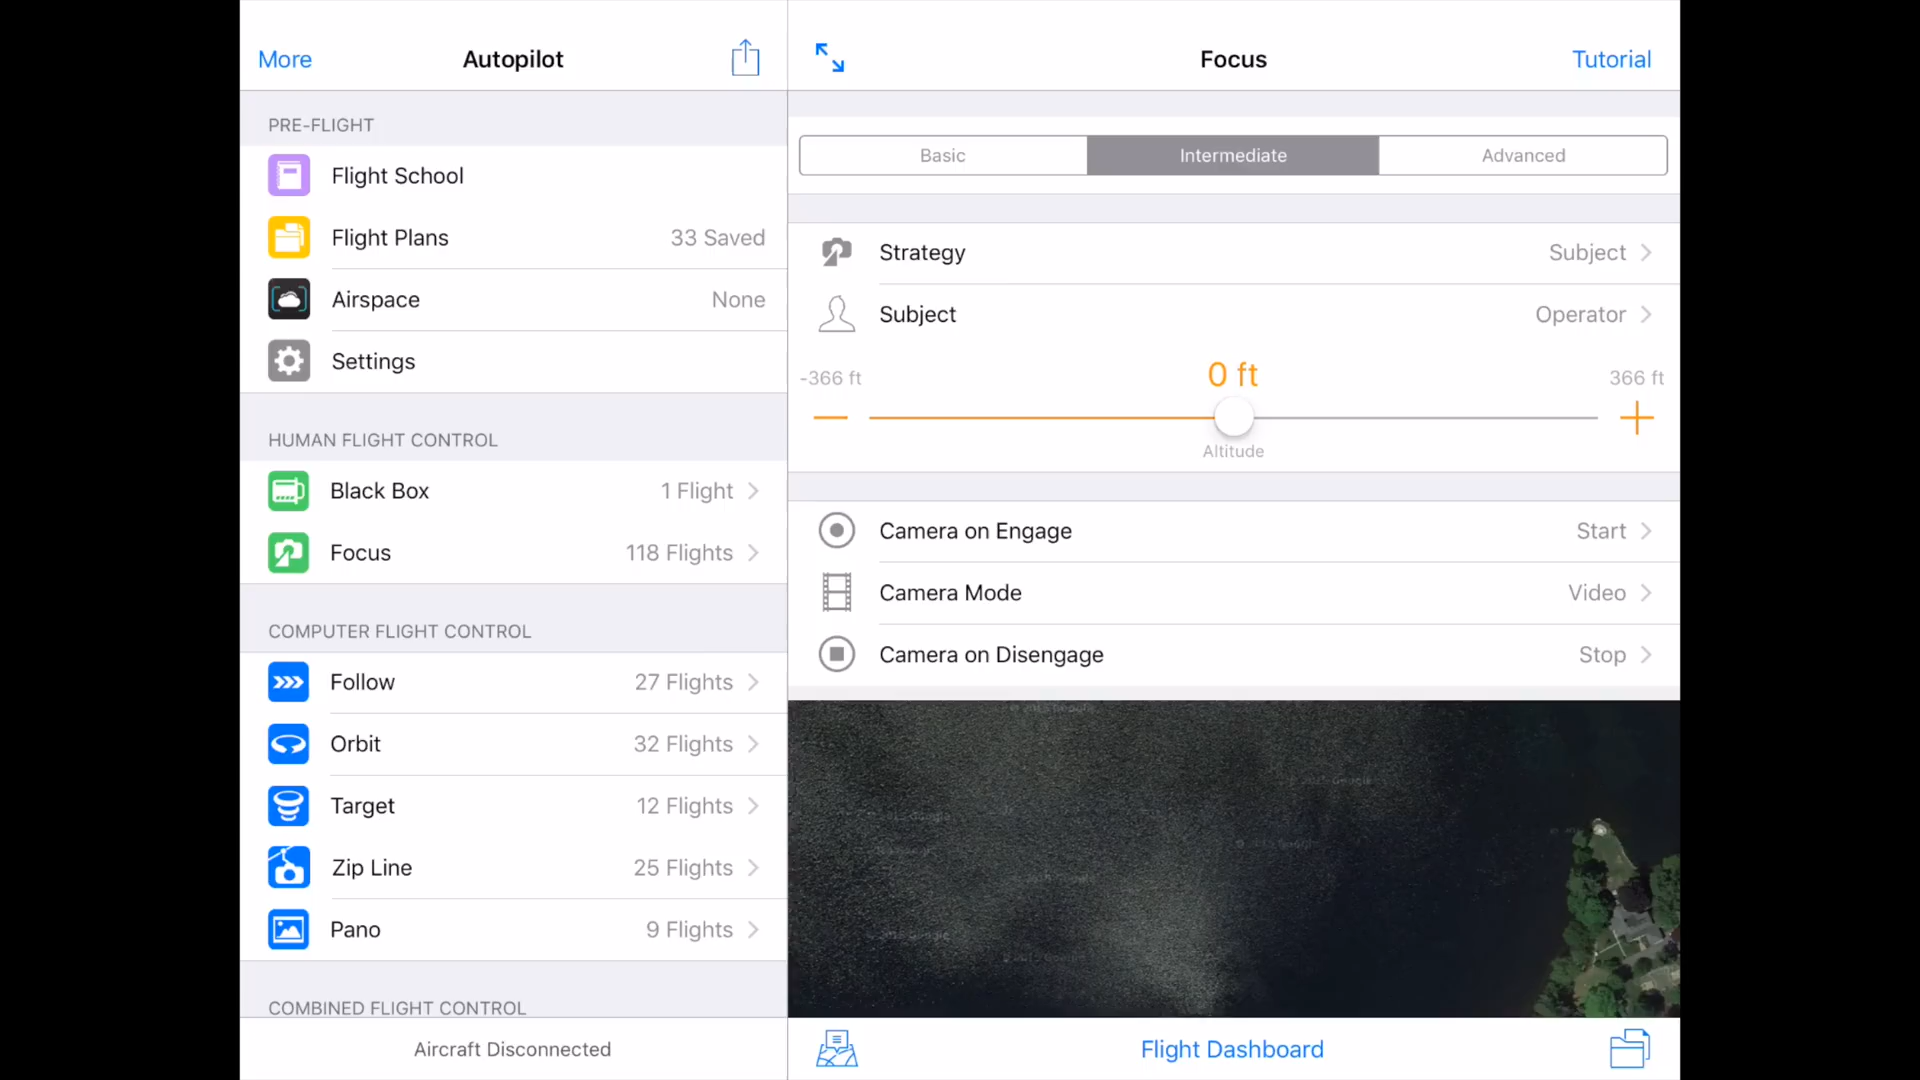 More
Autopilot
Focus
Tutorial
PRE-FLIGHT
Flight School
Flight Plans
33 Saved
Airspace
None
Settings
HUMAN FLIGHT CONTROL
Black Box
1 Flight
Focus
118 Flights
COMPUTER FLIGHT CONTROL
Follow
27 Flights
Orbit
32 Flights
Target
12 Flights
Zip Line
25 Flights
Pano
9 Flights
COMBINED FLIGHT CONTROL
Aircraft Disconnected
Basic
Intermediate
Advanced
Strategy
Subject
Subject
Operator
-366 ft
0 ft
366 ft
Altitude
Camera on Engage
Start
Camera Mode
Video
Camera on Disengage
Stop
Flight Dashboard